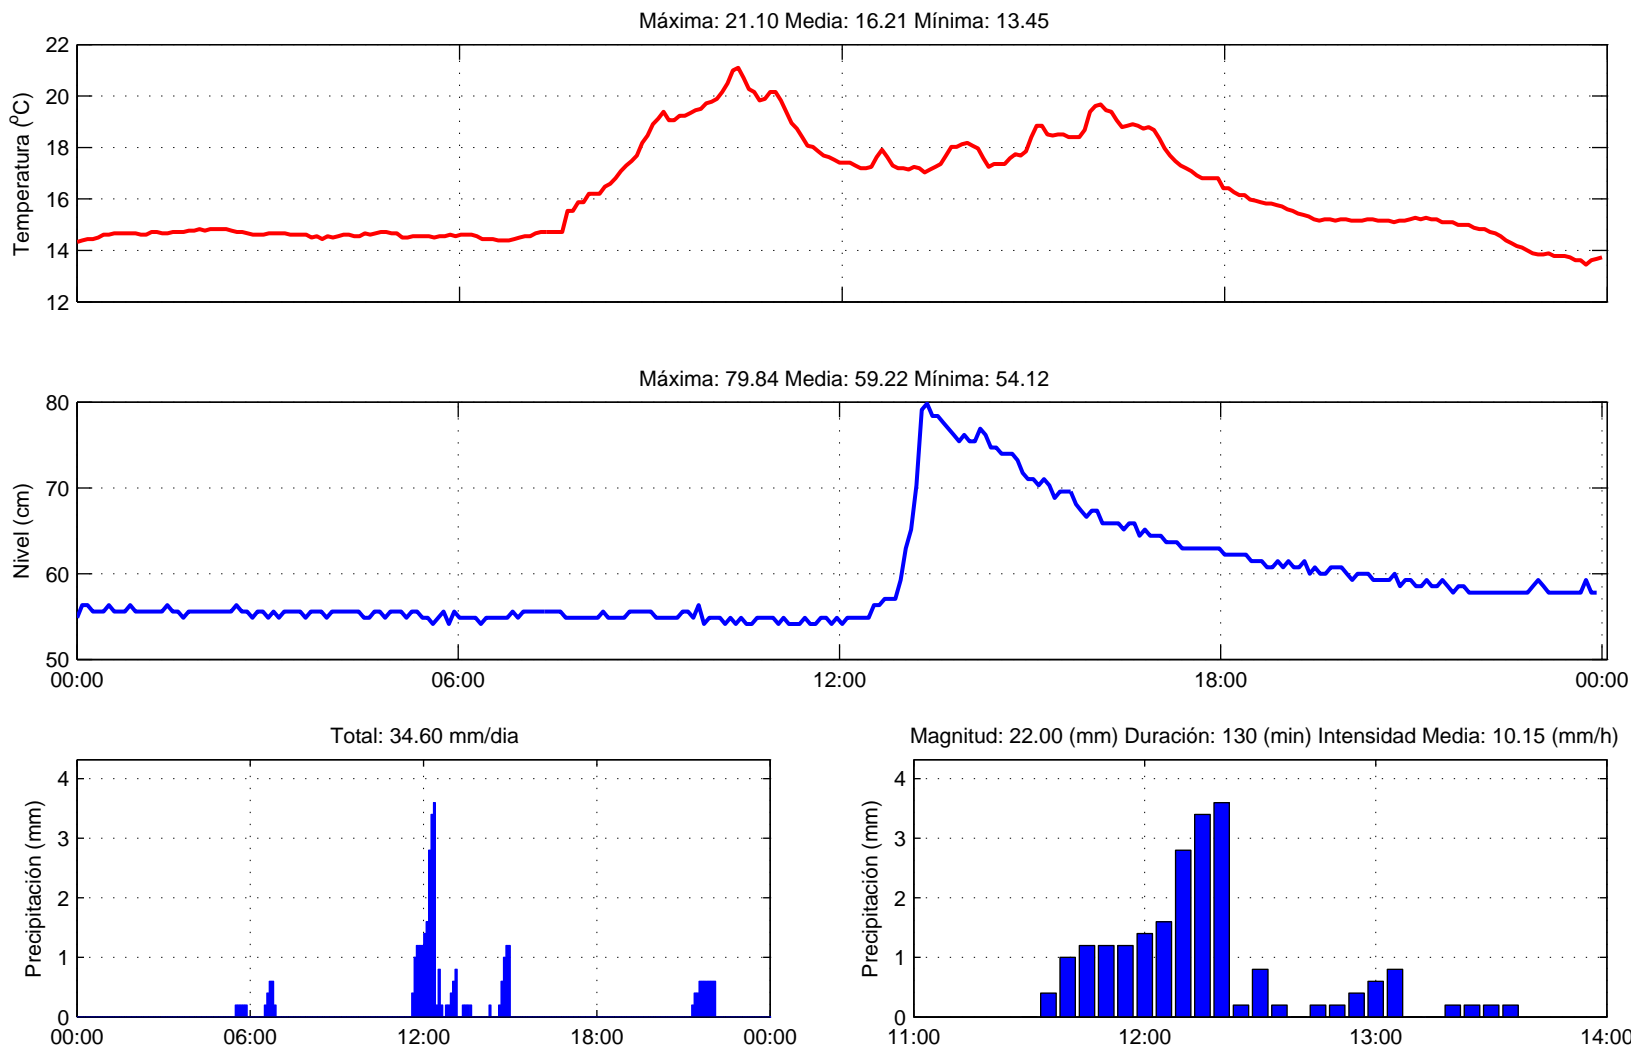 Máxima: 21.10 Media: 16.21 Mínima: 13.45
Temperatura (ºC)
22
20
18
16
14
12
Máxima: 79.84 Media: 59.22 Mínima: 54.12
Nivel (cm)
80
70
60
50
00:00 06:00 12:00 18:00 00:00
Total: 34.60 mm/dia
Precipitación (mm)
4
3
2
1
0
00:00 06:00 12:00 18:00 00:00
Magnitud: 22.00 (mm) Duración: 130 (min) Intensidad Media: 10.15 (mm/h)
Precipitación (mm)
4
3
2
1
0
11:00 12:00 13:00 14:00